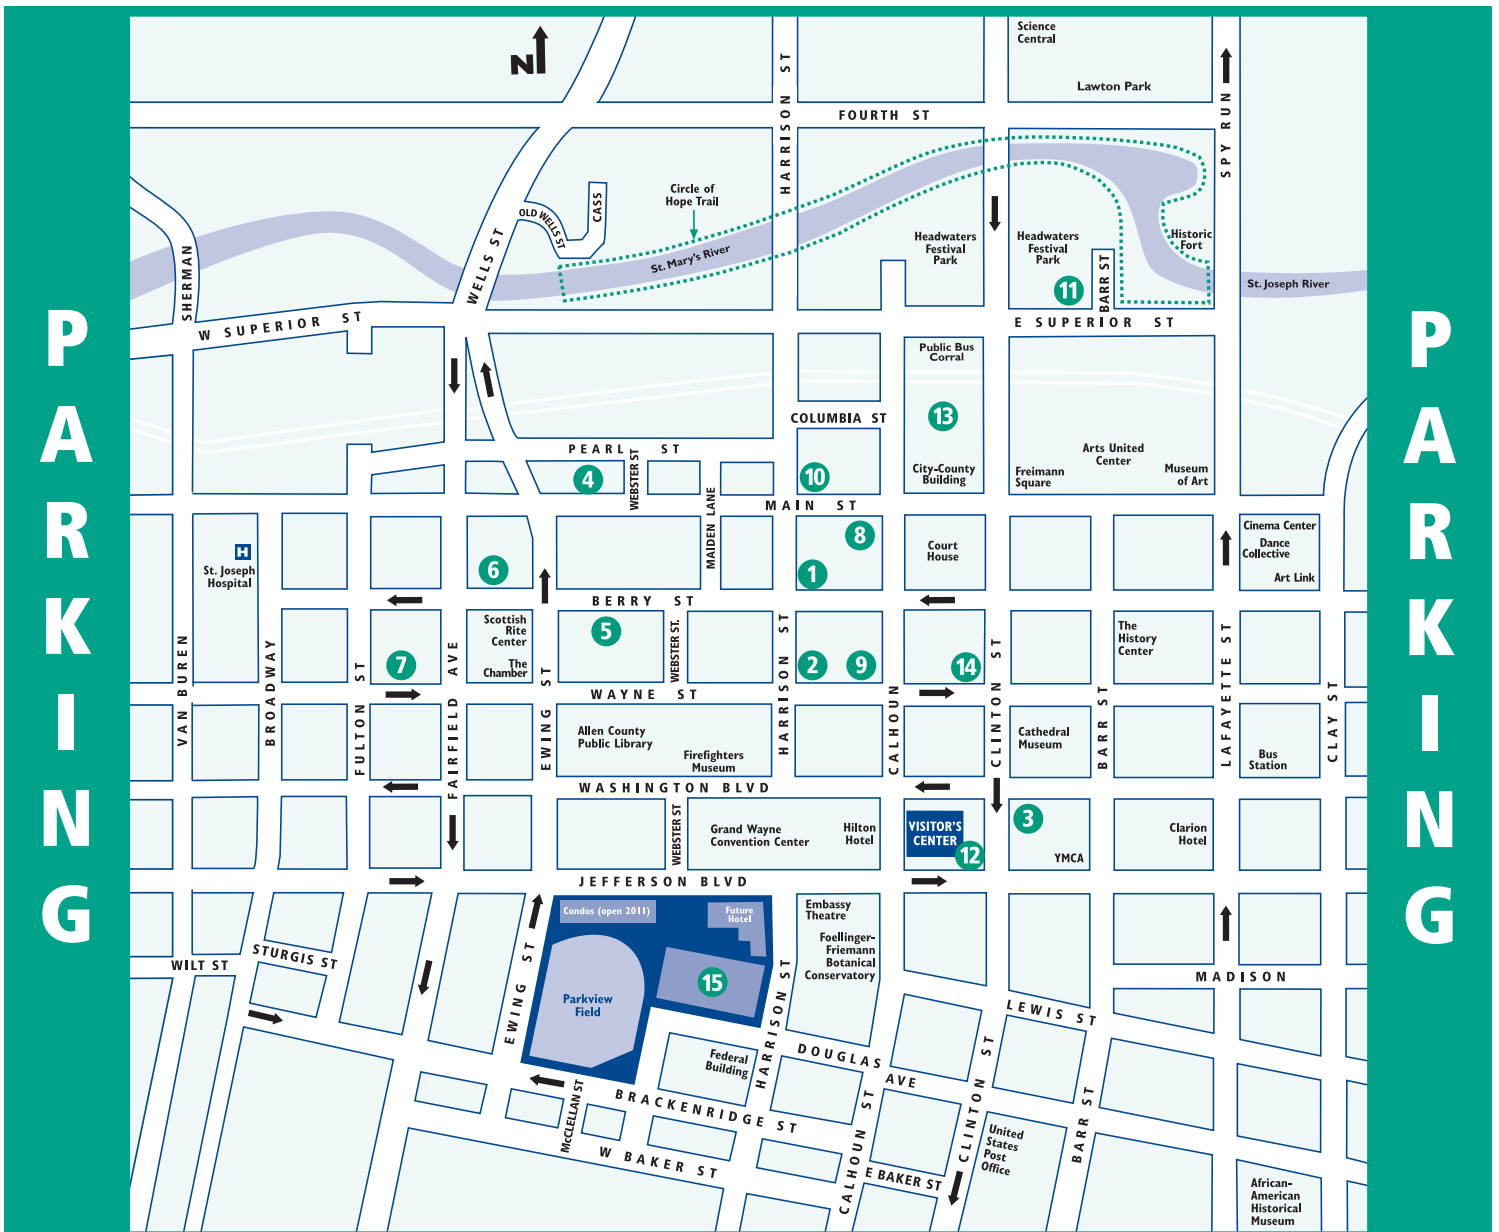 PARKING
PARKING
N
Science
Central
Lawton Park
FOURTH ST
HARRISON ST
HARRISON ST
SPY RUN
Circle of
Hope Trail
CASS
OLD WELLS ST
WELLS ST
St. Mary's River
Headwaters
Festival
Park
Headwaters
Festival
Park
Historic
Fort
11
BARR ST
St. Joseph River
SHERMAN
W SUPERIOR ST
E SUPERIOR ST
Public Bus
Corral
13
COLUMBIA ST
PEARL ST
WEBSTER ST
4
10
City-County
Building
Freimann
Square
Arts United
Center
Museum
of Art
MAIN ST
MAIDEN LANE
H
St. Joseph
Hospital
6
8
1
Court
House
Cinema Center
Dance
Collective
Art Link
BERRY ST
Scottish
Rite
Center
The
Chamber
5
WEBSTER ST.
7
2
9
14
The
History
Center
VAN BUREN
BROADWAY
FULTON ST
FAIRFIELD AVE
EWING ST
HARRISON ST
CALHOUN
CLINTON ST
BARR ST
LAFAYETTE ST
CLAY ST
WAYNE ST
Allen County
Public Library
Firefighters
Museum
Cathedral
Museum
Bus
Station
WASHINGTON BLVD
WEBSTER ST
Grand Wayne
Convention Center
Hilton
Hotel
VISITOR'S
CENTER
12
3
YMCA
Clarion
Hotel
JEFFERSON BLVD
Condos (open 2011)
Future
Hotel
Embassy
Theatre
Foellinger-
Friemann
Botanical
Conservatory
STURGIS ST
WILT ST
EWING ST
Parkview
Field
15
MADISON
LEWIS ST
Federal
Building
DOUGLAS AVE
BRACKENRIDGE ST
McCLELLAN ST
W BAKER ST
CALHOUN ST
E BAKER ST
CLINTON ST
BARR ST
United
States
Post
Office
African-
American
Historical
Museum